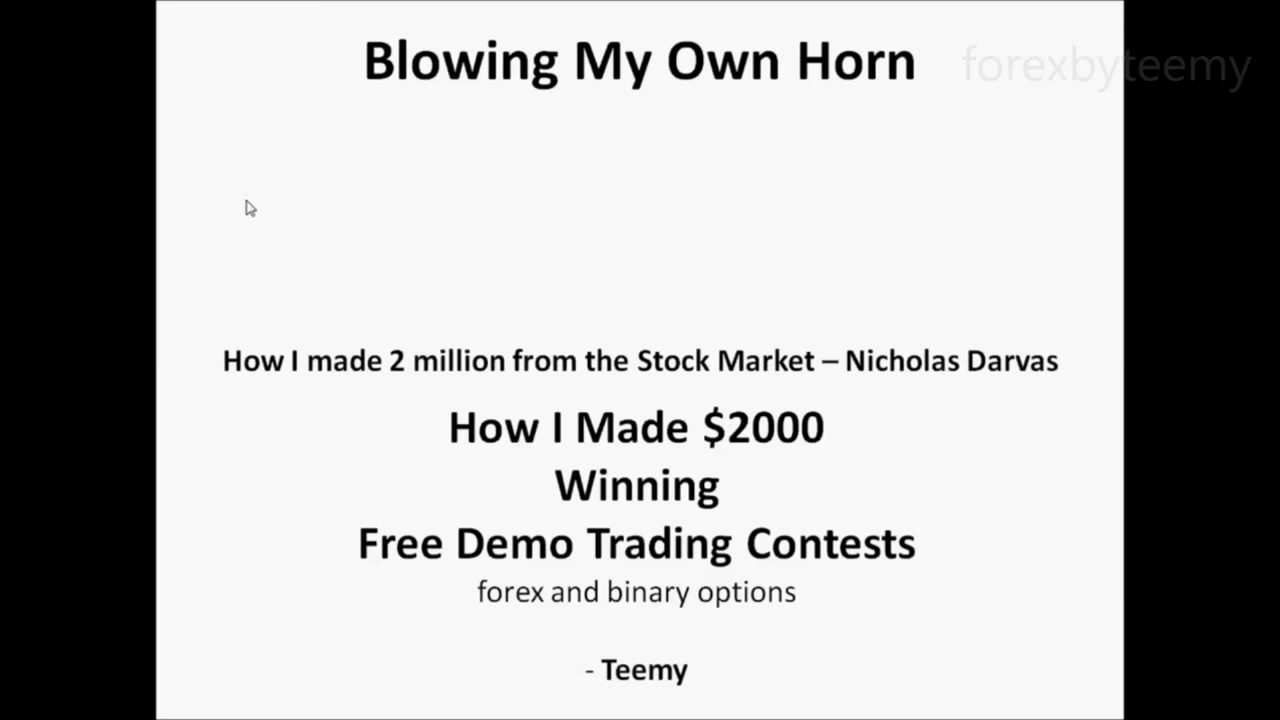 Blowing My Own Horn
forexbyteemy
How I made 2 million from the Stock Market – Nicholas Darvas
How I Made $2000
Winning
Free Demo Trading Contests
forex and binary options
- Teemy